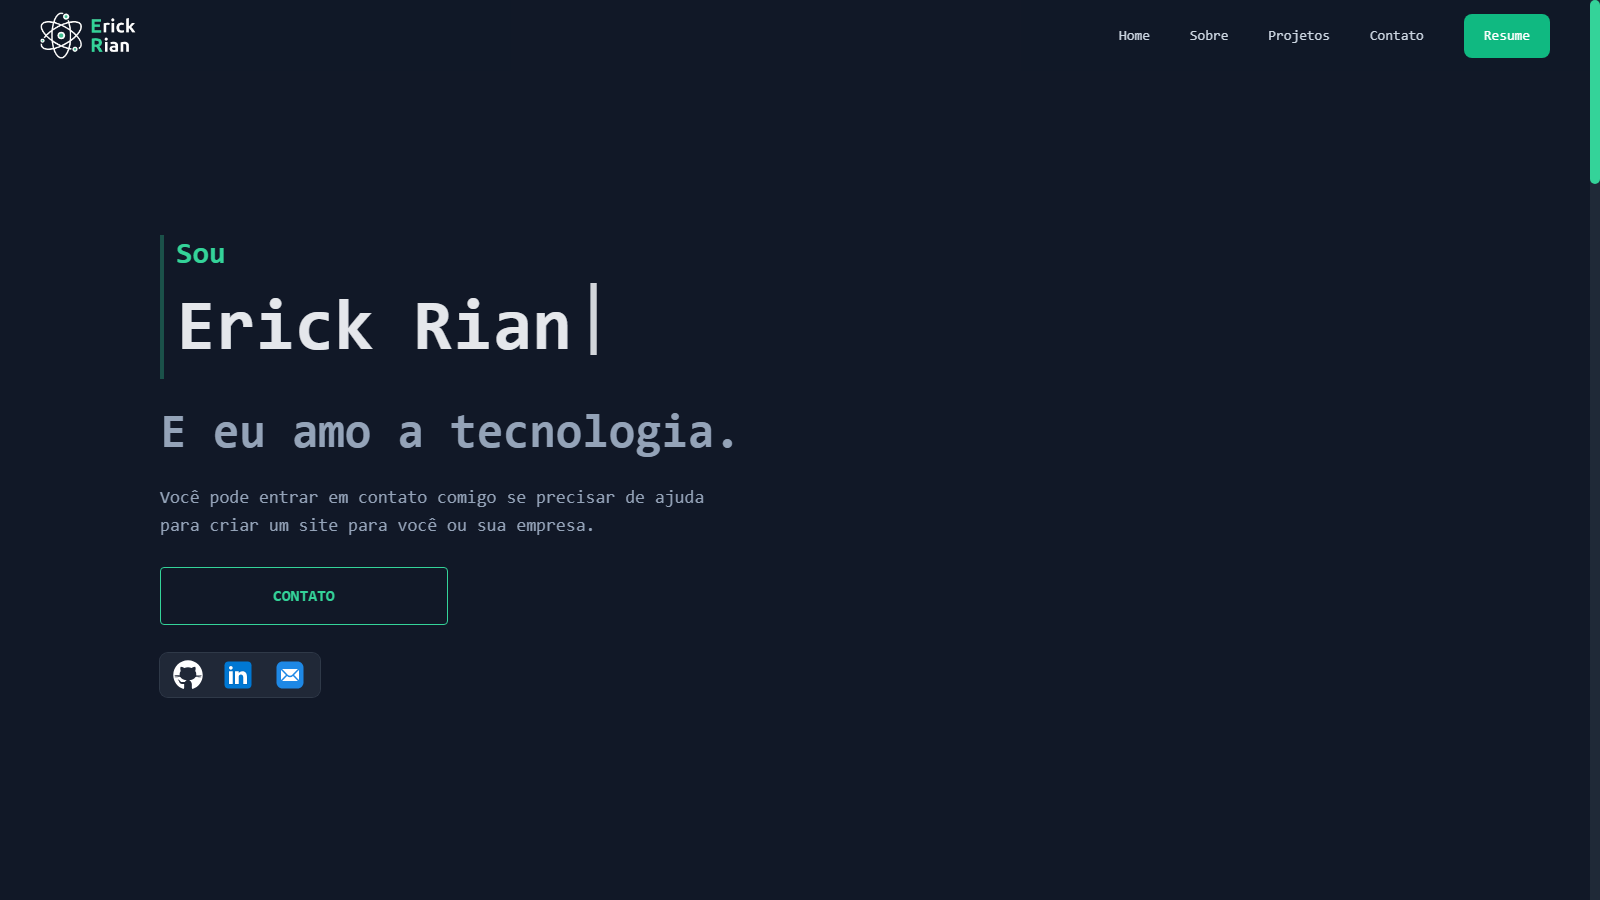 Erick
Rian
Home
Sobre
Projetos
Contato
Resume
Sou
Erick Rian
E eu amo a tecnologia.
Você pode entrar em contato comigo se precisar de ajuda
para criar um site para você ou sua empresa.
CONTATO
in